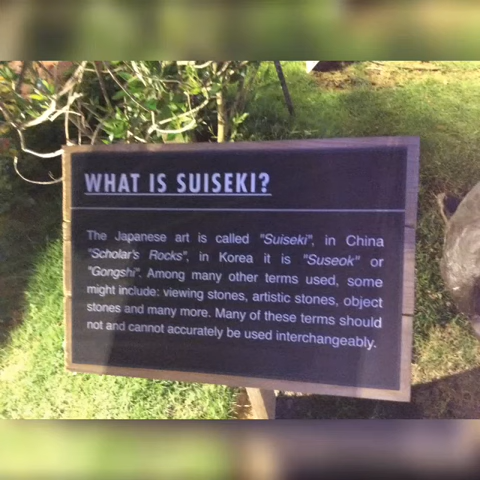 WHAT IS SUISEKI?
The Japanese art is called "Suiseki", in China
"Scholar's Rocks", in Korea it is "Suseok" or
"Gongshi". Among many other terms used, some
might include: viewing stones, artistic stones, object
stones and many more. Many of these terms should
not and cannot accurately be used interchangeably.